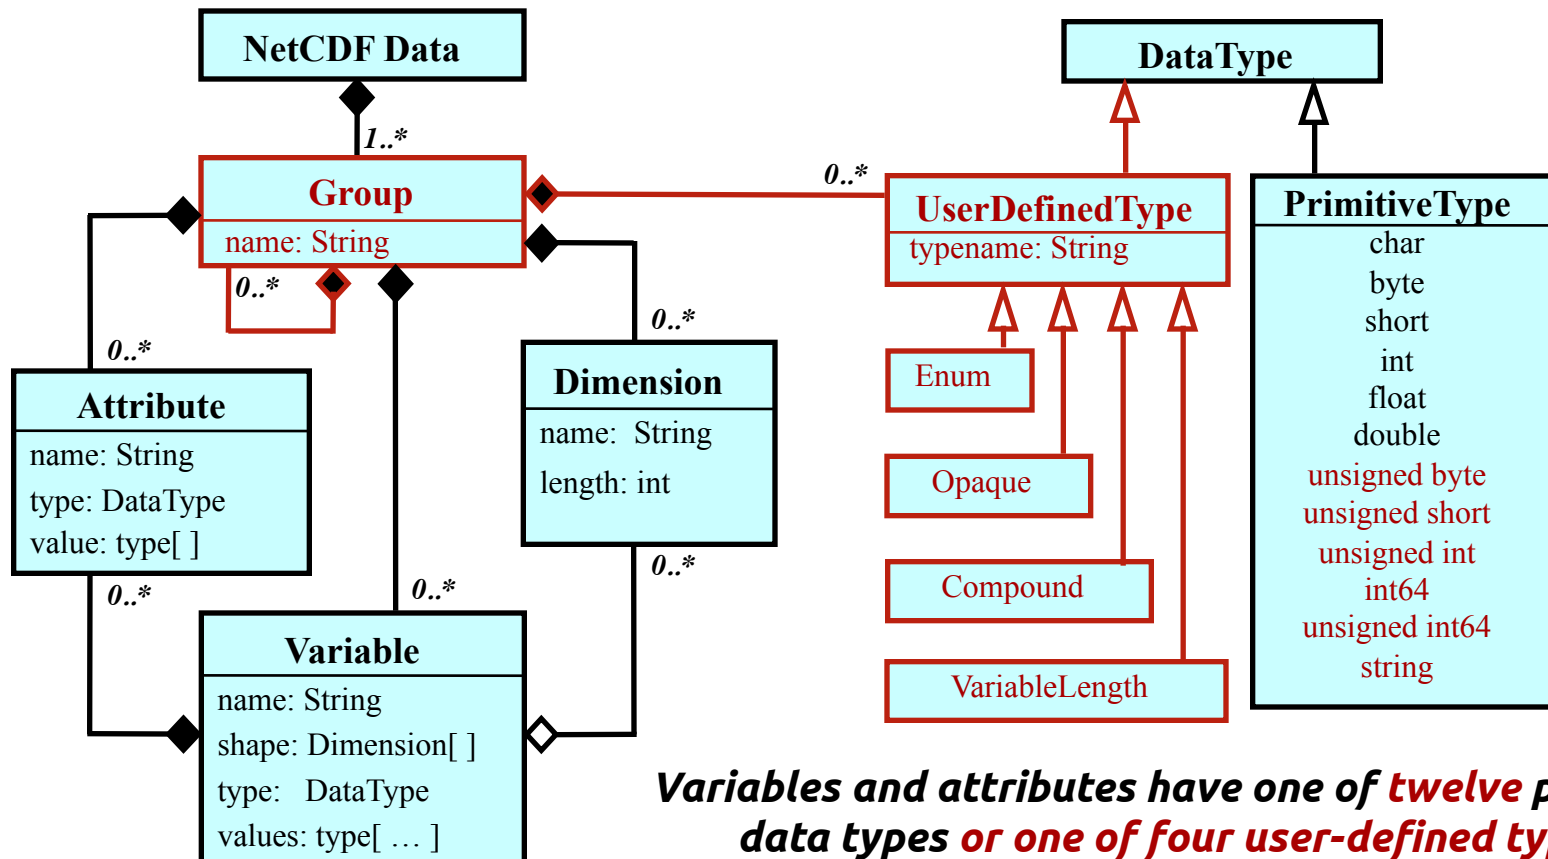 NetCDF Data
1..*
Group
name: String
0..*
0..*
0..*
Attribute
name: String
type: DataType
value: type[ ]
0..*
0..*
0..*
Dimension
name: String
length: int
0..*
Variable
name: String
shape: Dimension[ ]
type: DataType
values: type[ … ]
DataType
UserDefinedType
typename: String
Enum
Opaque
Compound
VariableLength
PrimitiveType
char
byte
short
int
float
double
unsigned byte
unsigned short
unsigned int
int64
unsigned int64
string
Variables and attributes have one of twelve
data types or one of four user-defined